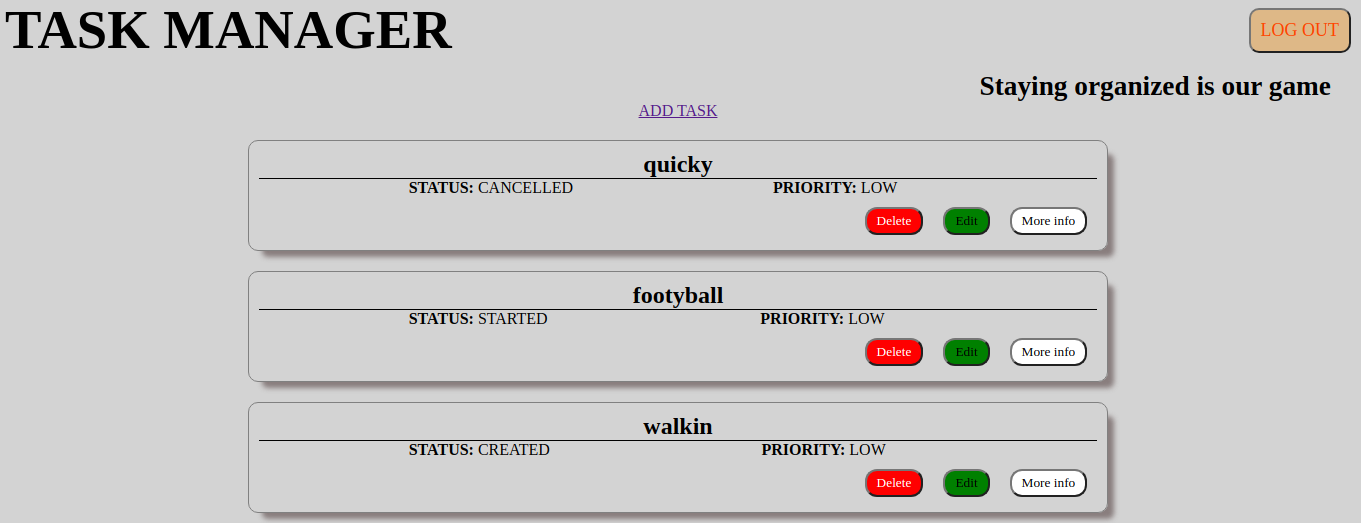 TASK MANAGER
LOG OUT
Staying organized is our game
ADD TASK
quicky
STATUS: CANCELLED PRIORITY: LOW
Delete Edit More info
footyball
STATUS: STARTED PRIORITY: LOW
Delete Edit More info
walkin
STATUS: CREATED PRIORITY: LOW
Delete Edit More info